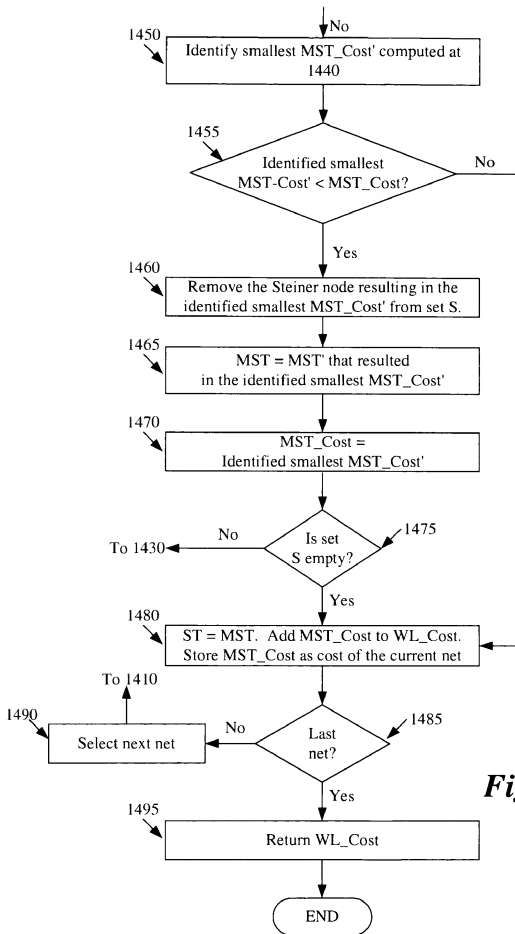 No
1450
Identify smallest MST_Cost' computed at
1440
1455
Identified smallest
MST-Cost' < MST_Cost?
No
Yes
1460
Remove the Steiner node resulting in the
identified smallest MST_Cost' from set S.
1465
MST = MST' that resulted
in the identified smallest MST_Cost'
1470
MST_Cost =
Identified smallest MST_Cost'
1475
Is set
S empty?
No
To 1430
Yes
1480
ST = MST. Add MST_Cost to WL_Cost.
Store MST_Cost as cost of the current net
To 1410
1490
Select next net
No
1485
Last
net?
Yes
1495
Return WL_Cost
END